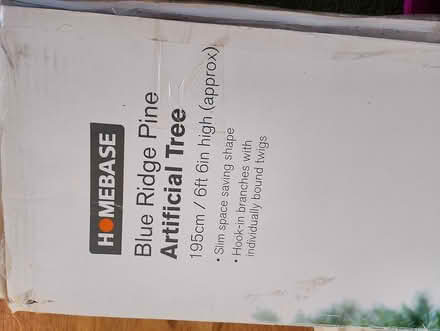 HOMEBASE
Blue Ridge Pine
Artificial Tree
195cm / 6ft 6in high (approx)
• Slim space saving shape
• Hook-in branches with
individually bound twigs